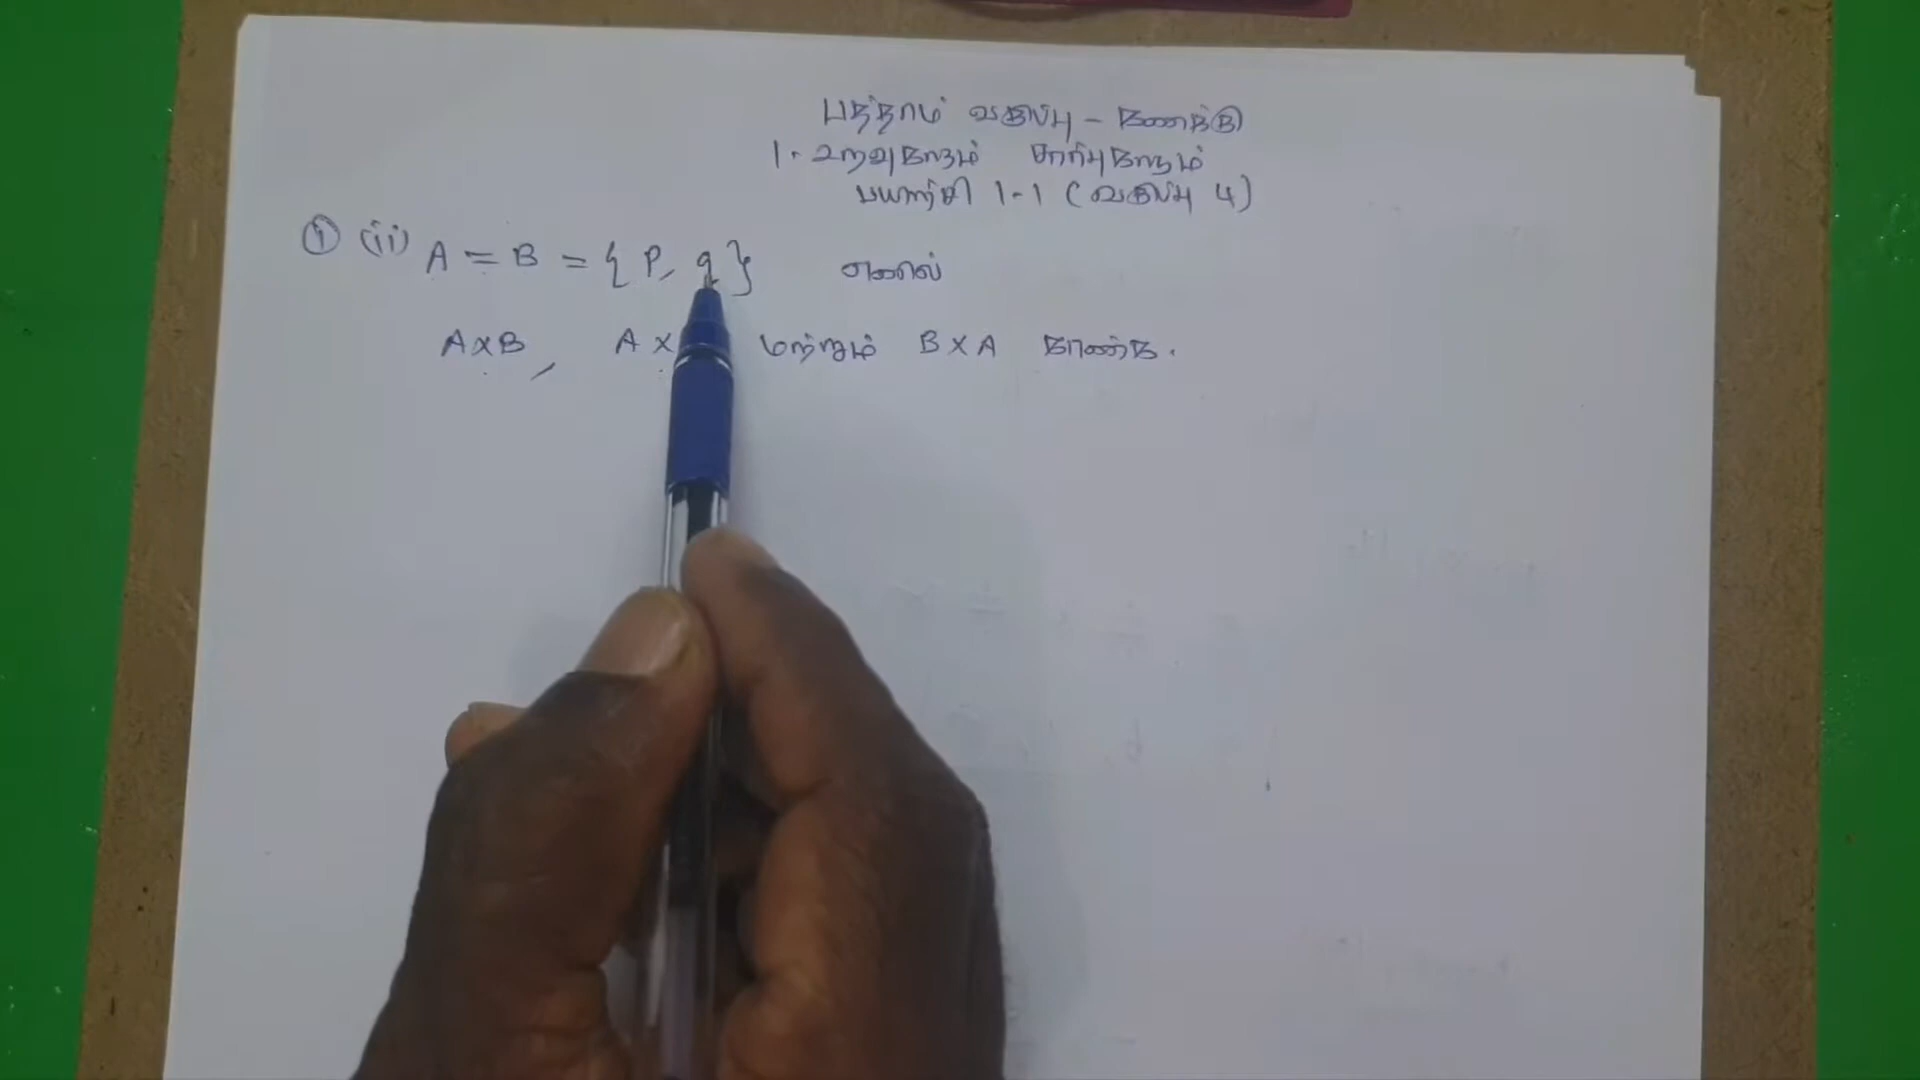 பத்தாம் வகுப்பு - கணக்கு
1. உறவுகளும் சார்புகளும்
பயிற்சி 1.1 (வகுப்பு 4)
① (ii) A = B = {P, q} எனில்
A×B, A× மற்றும் B×A காண்க.